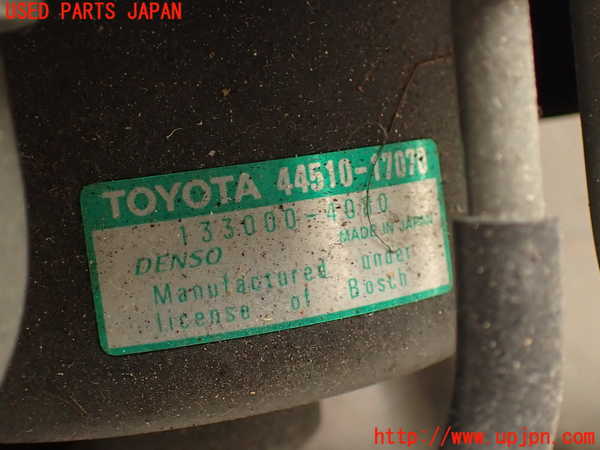 USED PARTS JAPAN
TOYOTA 44510-17070
DENSO MADE IN JAPAN
Manufactured under
license of Bosch
http://www.upjpn.com